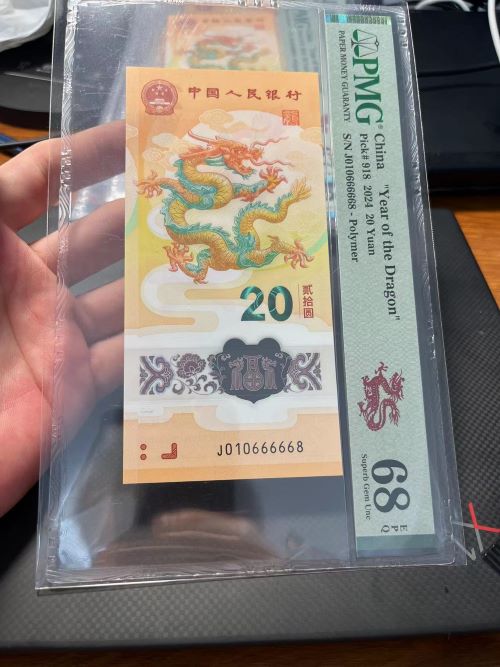 中国人民银行
20
贰拾圆
J010666668
PMG
PAPER MONEY GUARANTY
China
"Year of the Dragon"
Pick# 918 2024 20 Yuan
S/N J010666668 - Polymer
68
E
P
Q
Superb Gem Unc